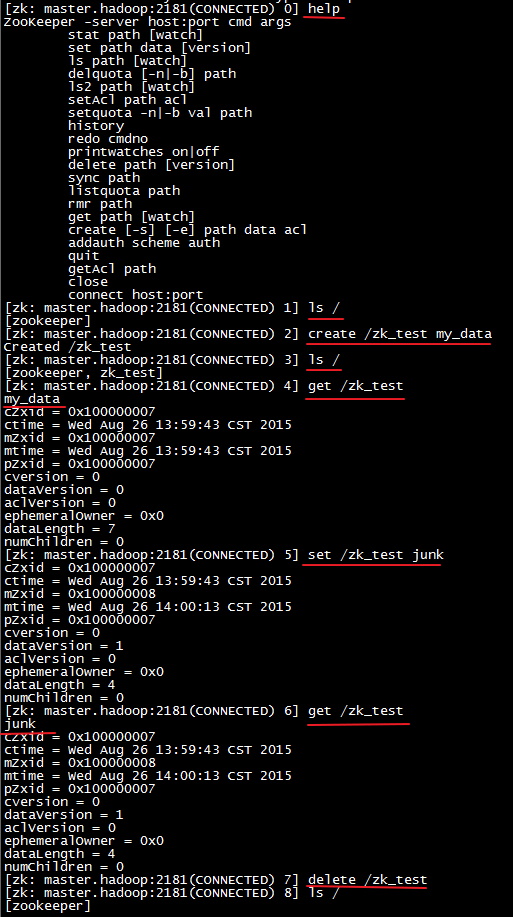 [zk: master.hadoop:2181(CONNECTED) 0] help
ZooKeeper -server host:port cmd args
stat path [watch]
set path data [version]
ls path [watch]
delquota [-n|-b] path
ls2 path [watch]
setAcl path acl
setquota -n|-b val path
history
redo cmdno
printwatches on|off
delete path [version]
sync path
listquota path
rmr path
get path [watch]
create [-s] [-e] path data acl
addauth scheme auth
quit
getAcl path
close
connect host:port
[zk: master.hadoop:2181(CONNECTED) 1] ls /
[zookeeper]
[zk: master.hadoop:2181(CONNECTED) 2] create /zk_test my_data
Created /zk_test
[zk: master.hadoop:2181(CONNECTED) 3] ls /
[zookeeper, zk_test]
[zk: master.hadoop:2181(CONNECTED) 4] get /zk_test
my_data
cZxid = 0x100000007
ctime = Wed Aug 26 13:59:43 CST 2015
mZxid = 0x100000007
mtime = Wed Aug 26 13:59:43 CST 2015
pZxid = 0x100000007
cversion = 0
dataVersion = 0
aclVersion = 0
ephemeralOwner = 0x0
dataLength = 7
numChildren = 0
[zk: master.hadoop:2181(CONNECTED) 5] set /zk_test junk
cZxid = 0x100000007
ctime = Wed Aug 26 13:59:43 CST 2015
mZxid = 0x100000008
mtime = Wed Aug 26 14:00:13 CST 2015
pZxid = 0x100000007
cversion = 0
dataVersion = 1
aclVersion = 0
ephemeralOwner = 0x0
dataLength = 4
numChildren = 0
[zk: master.hadoop:2181(CONNECTED) 6] get /zk_test
junk
cZxid = 0x100000007
ctime = Wed Aug 26 13:59:43 CST 2015
mZxid = 0x100000008
mtime = Wed Aug 26 14:00:13 CST 2015
pZxid = 0x100000007
cversion = 0
dataVersion = 1
aclVersion = 0
ephemeralOwner = 0x0
dataLength = 4
numChildren = 0
[zk: master.hadoop:2181(CONNECTED) 7] delete /zk_test
[zk: master.hadoop:2181(CONNECTED) 8] ls /
[zookeeper]